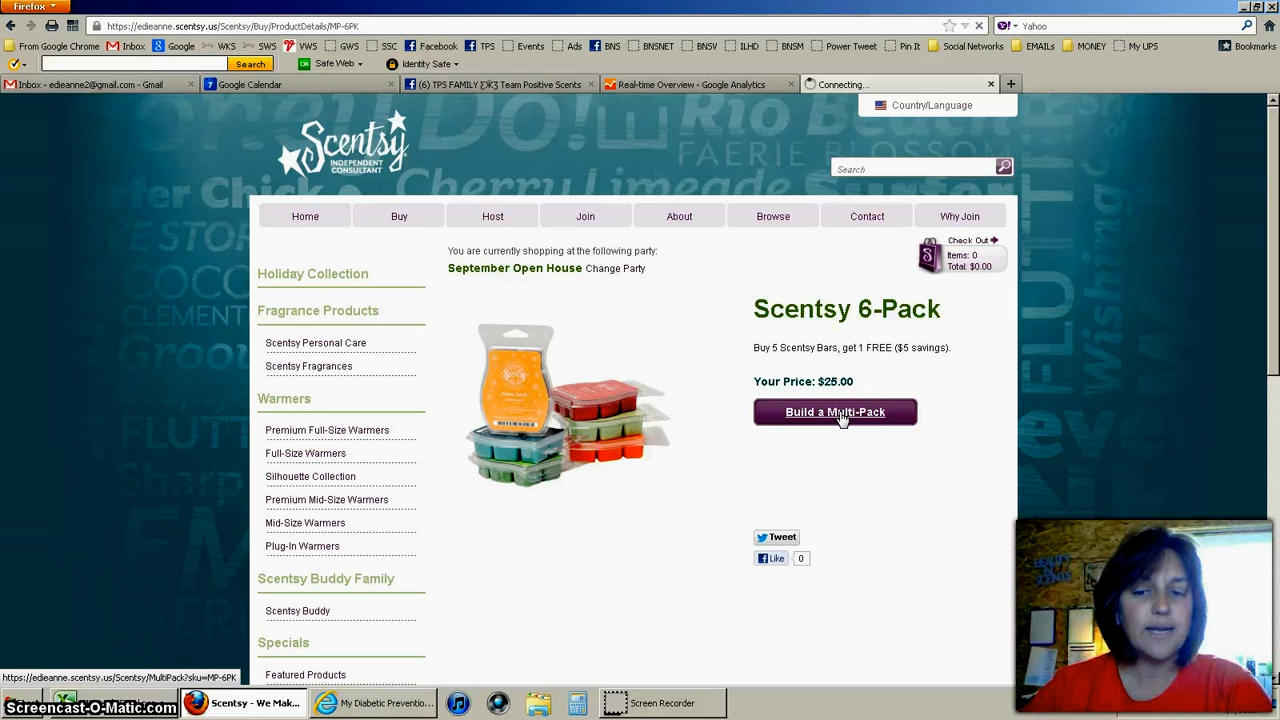 Firefox
https://edieanne.scentsy.us/Scentsy/Buy/ProductDetails/MP-6PK
Yahoo
From Google Chrome Inbox Google WKS SWS VWS GWS SSC Facebook TPS Events Ads BNS BNSNET BNSV ILHD BNSM Power Tweet Pin It Social Networks EMAILs MONEY My UPS Bookmarks
Search Safe Web Identity Safe
Inbox - edieanne2@gmail.com - Gmail
Google Calendar
(6) TPS FAMILY Team Positive Scents
Real-time Overview - Google Analytics
Connecting...
Country/Language
Scentsy
INDEPENDENT
CONSULTANT
Rio Beach
FAERIE BLOSSOM
Cherry Limeade
Search
Home Buy Host Join About Browse Contact Why Join
You are currently shopping at the following party:
September Open House Change Party
Check Out
Items: 0
Total: $0.00
Holiday Collection
Fragrance Products
Scentsy Personal Care
Scentsy Fragrances
Warmers
Premium Full-Size Warmers
Full-Size Warmers
Silhouette Collection
Premium Mid-Size Warmers
Mid-Size Warmers
Plug-In Warmers
Scentsy Buddy Family
Scentsy Buddy
Specials
Featured Products
Scentsy 6-Pack
Buy 5 Scentsy Bars, get 1 FREE ($5 savings).
Your Price: $25.00
Build a Multi-Pack
Tweet
Like 0
https://edieanne.scentsy.us/Scentsy/MultiPack?sku=MP-6PK
Screencast-O-Matic.com
Scentsy - We Mak...
My Diabetic Preventio...
Screen Recorder